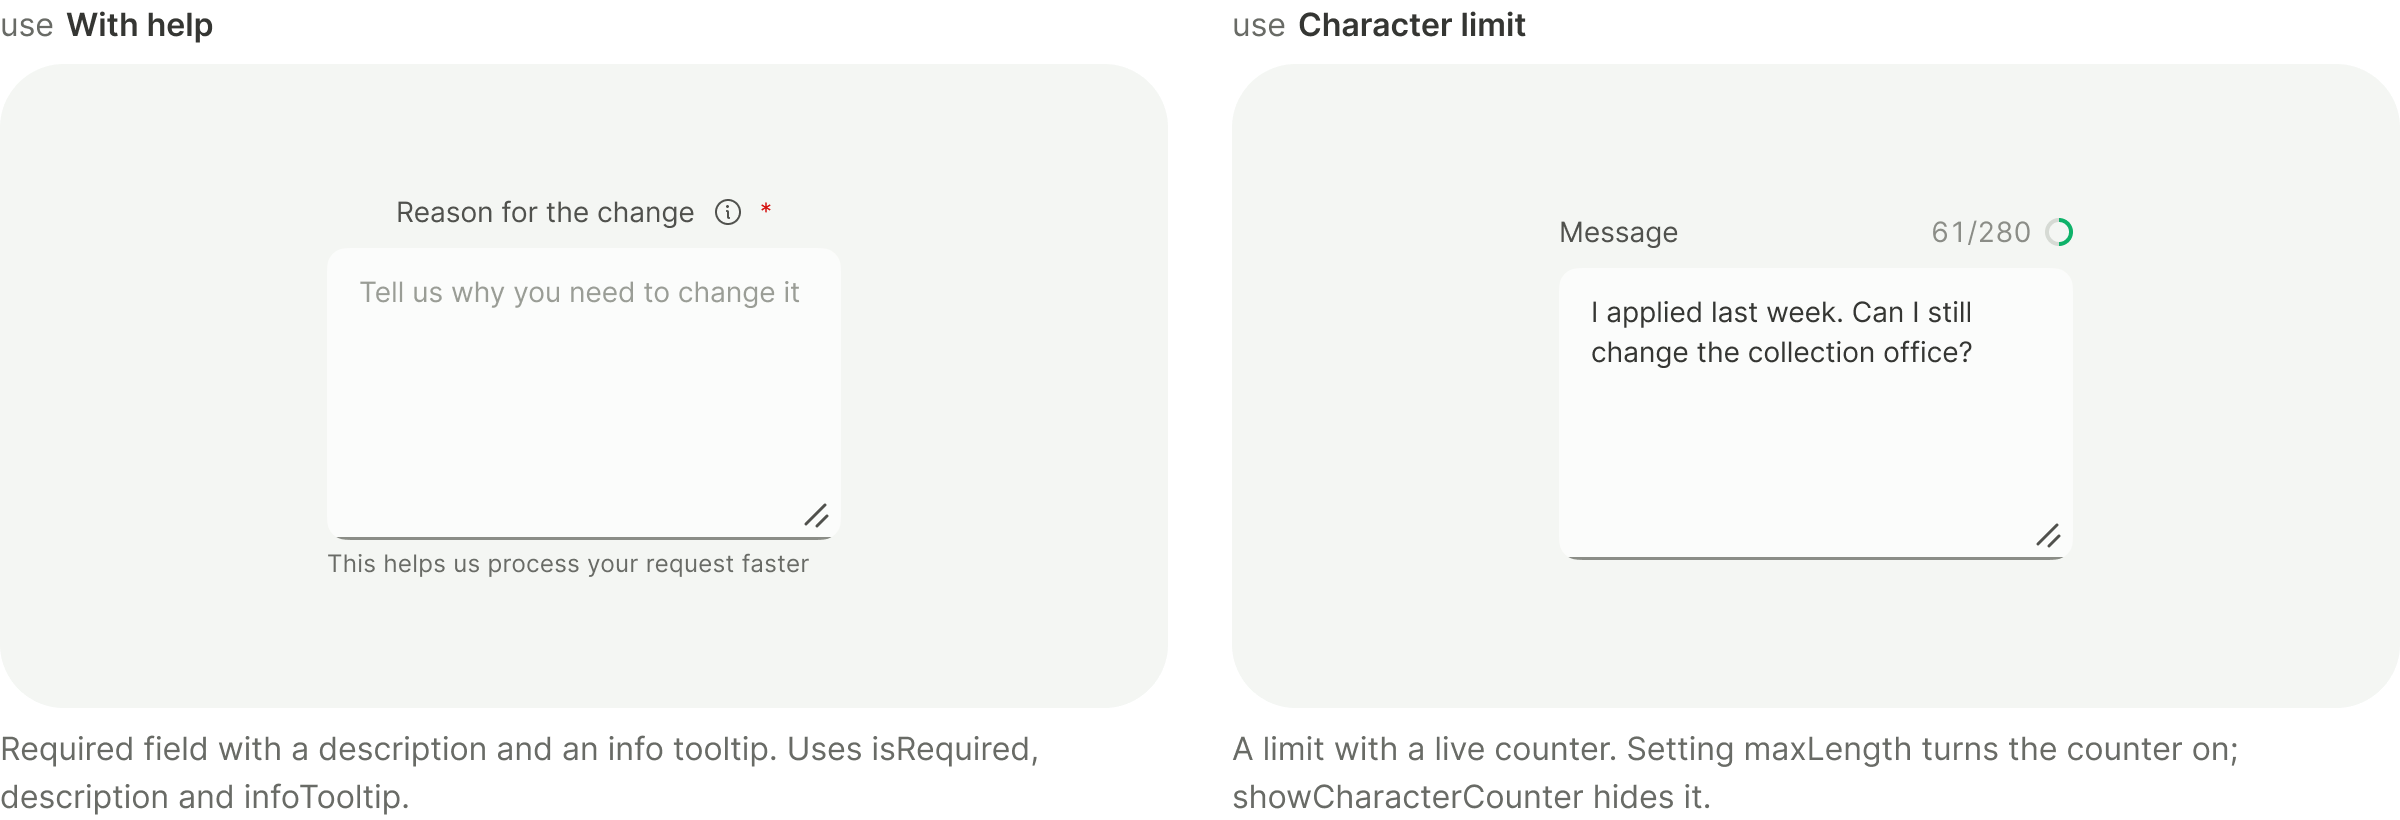 use With help
Reason for the change *
Tell us why you need to change it
This helps us process your request faster
Required field with a description and an info tooltip. Uses isRequired,
description and infoTooltip.
use Character limit
Message 61/280
I applied last week. Can I still
change the collection office?
A limit with a live counter. Setting maxLength turns the counter on;
showCharacterCounter hides it.